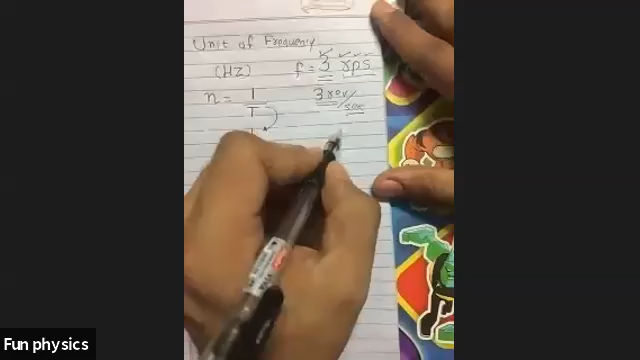 Unit of Frequency
(HZ) f = 3 rps
n = 1/T 3 rev/sec
Fun physics